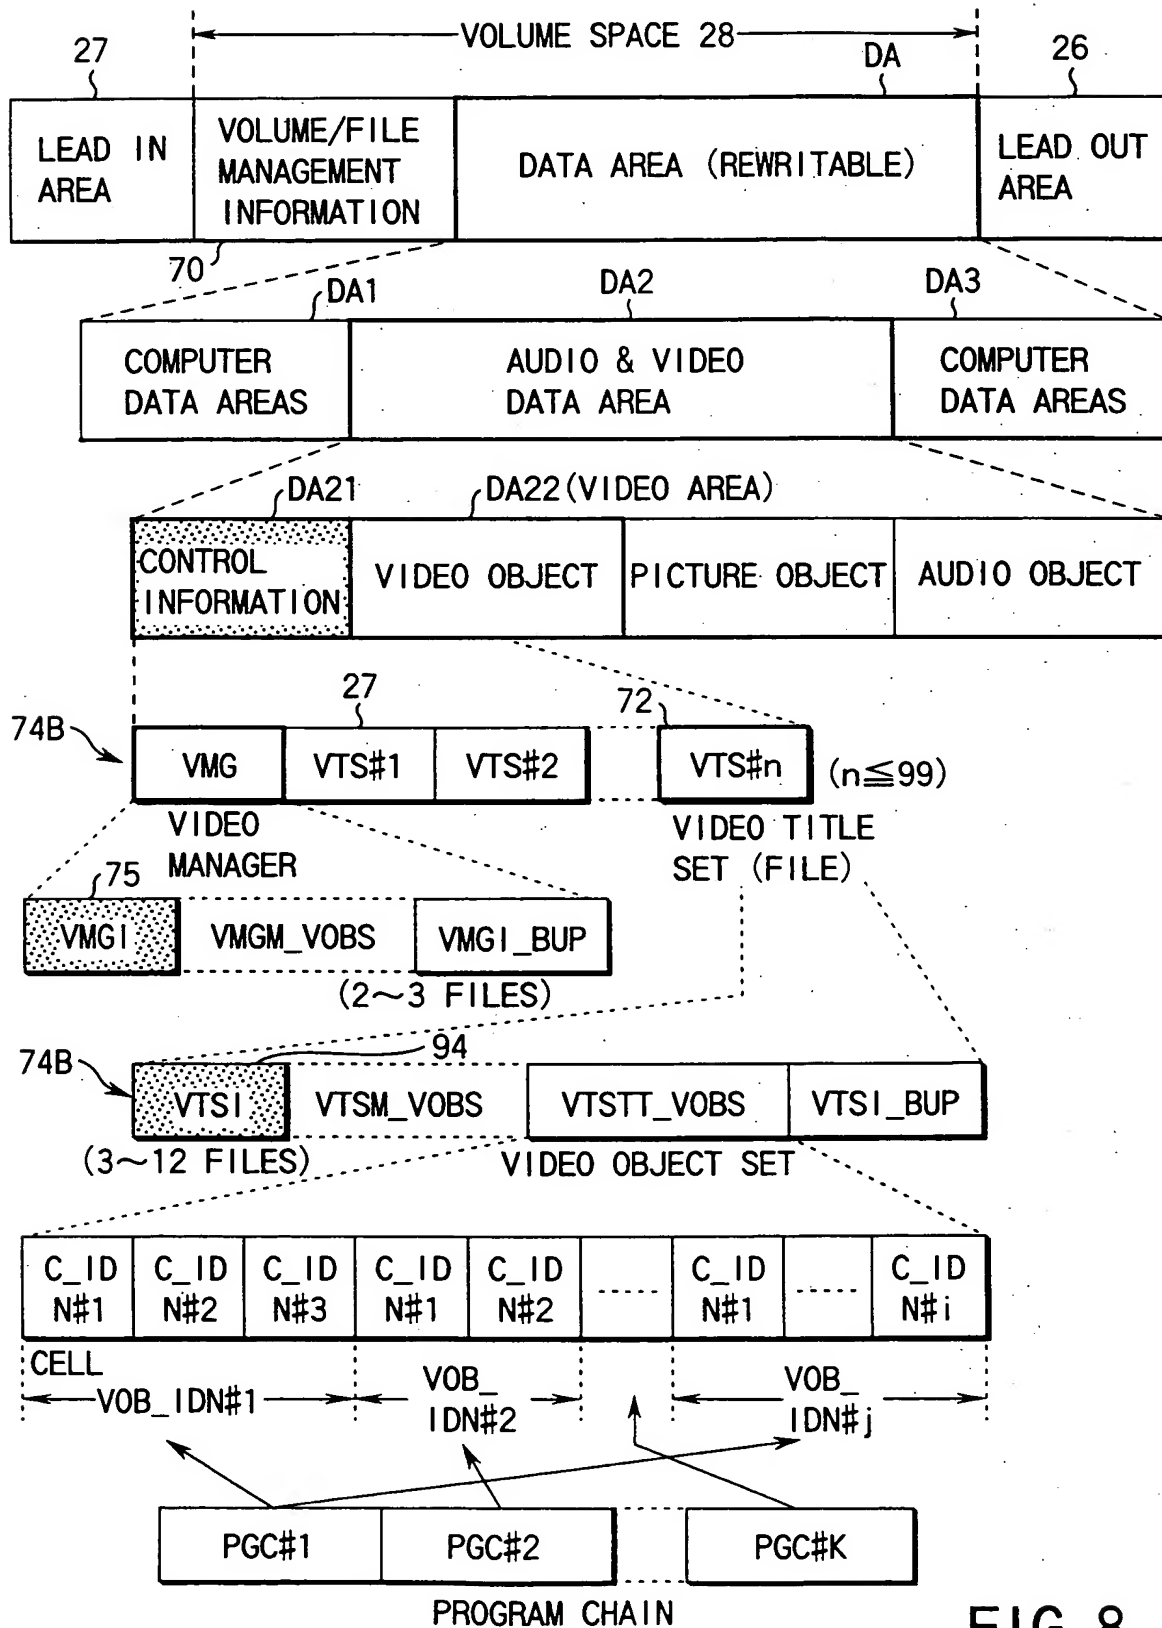 VOLUME SPACE 28
27
DA
26
LEAD IN
AREA
VOLUME/FILE
MANAGEMENT
INFORMATION
DATA AREA (REWRITABLE)
LEAD OUT
AREA
70
DA1
DA2
DA3
COMPUTER
DATA AREAS
AUDIO & VIDEO
DATA AREA
COMPUTER
DATA AREAS
DA21
DA22 (VIDEO AREA)
CONTROL
INFORMATION
VIDEO OBJECT
PICTURE OBJECT
AUDIO OBJECT
74B
27
72
VMG
VTS#1
VTS#2
VTS#n
(n≦99)
VIDEO
MANAGER
VIDEO TITLE
SET (FILE)
75
VMGI
VMGM_VOBS
VMGI_BUP
(2~3 FILES)
74B
94
VTSI
VTSM_VOBS
VTSTT_VOBS
VTSI_BUP
(3~12 FILES)
VIDEO OBJECT SET
C_ID
N#1
C_ID
N#2
C_ID
N#3
C_ID
N#1
C_ID
N#2
C_ID
N#1
C_ID
N#i
CELL
VOB_IDN#1
VOB_
IDN#2
VOB_
IDN#j
PGC#1
PGC#2
PGC#K
PROGRAM CHAIN
FIG. 8